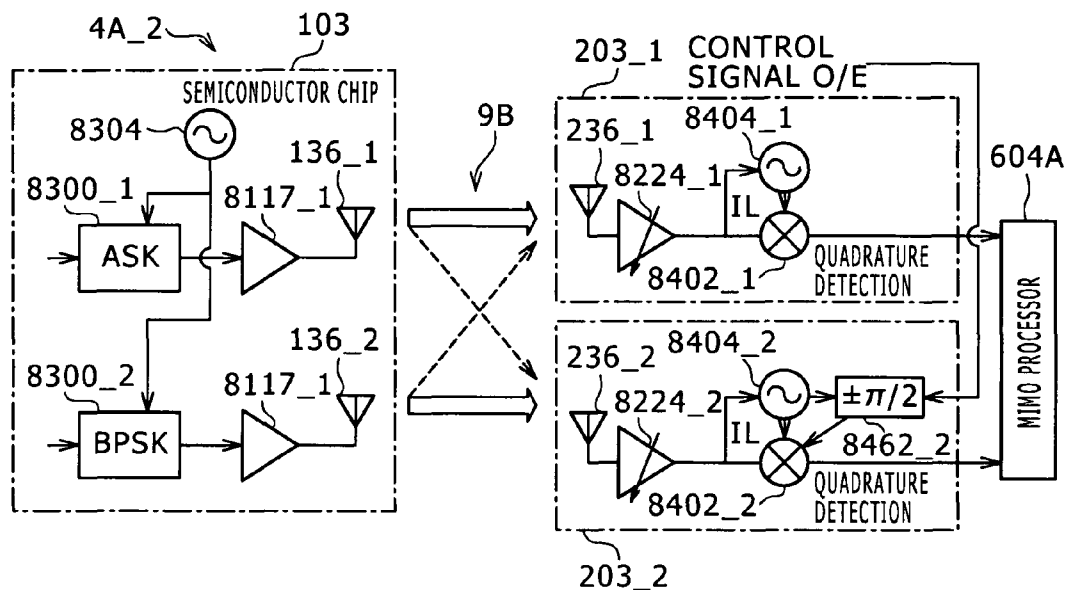 4A_2
103
SEMICONDUCTOR CHIP
8304
8300_1
ASK
8117_1
136_1
8300_2
BPSK
8117_1
136_2
9B
203_1
CONTROL
SIGNAL O/E
236_1
8224_1
8404_1
IL
8402_1
QUADRATURE
DETECTION
604A
MIMO PROCESSOR
236_2
8224_2
8404_2
±π/2
IL
8462_2
8402_2
QUADRATURE
DETECTION
203_2